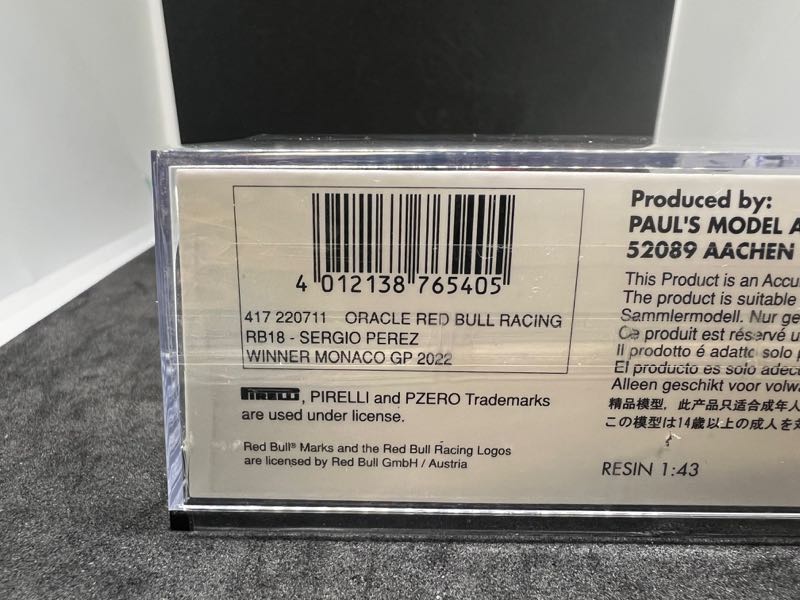 4 012138 765405
417 220711 ORACLE RED BULL RACING
RB18 - SERGIO PEREZ
WINNER MONACO GP 2022
PIRELLI, PIRELLI and PZERO Trademarks
are used under license.
Red Bull® Marks and the Red Bull Racing Logos
are licensed by Red Bull GmbH / Austria
Produced by:
PAUL'S MODEL A
52089 AACHEN
This Product is an Accu
The product is suitable
Sammlermodell. Nur ge
Ce produit est réservé u
Il prodotto é adatto solo p
El producto es solo adec
Alleen geschikt voor volwa
精品模型，此产品只适合成年人
この模型は14歳以上の成人を対
RESIN 1:43